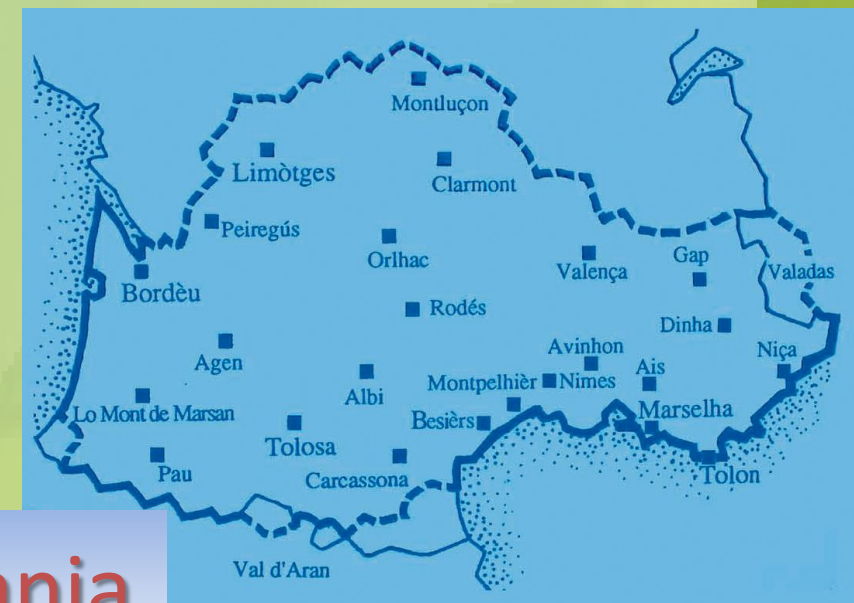 Montluçon
Limòtges
Clarmont
Peiregús
Orlhac
Valença
Gap
Valadas
Bordèu
Rodés
Dinha
Agen
Avinhon
Niça
Albi
Montpelhièr
Nimes
Ais
Lo Mont de Marsan
Besièrs
Marselha
Tolosa
Pau
Carcassona
Tolon
Val d'Aran